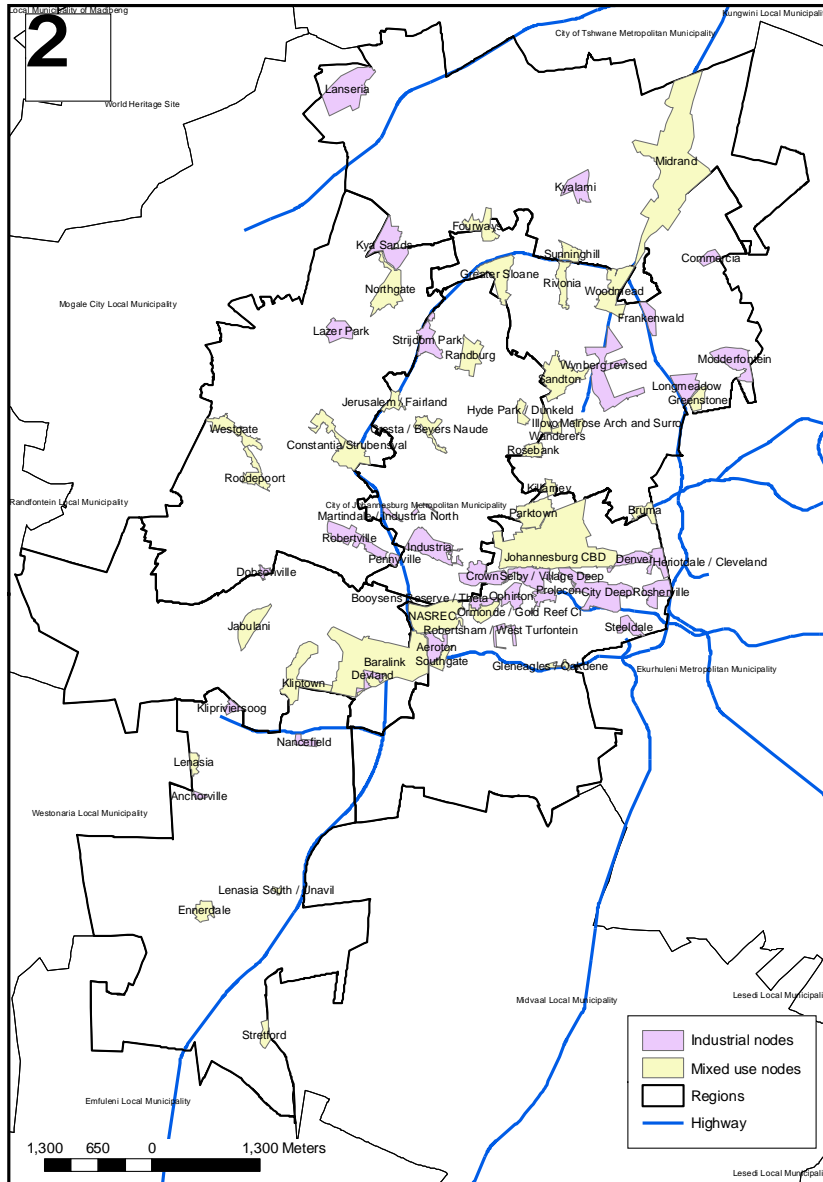 Local Municipality of Madibeng
Kungwini Local Municipali
2
City of Tshwane Metropolitan Municipality
World Heritage Site
Lanseria
Midrand
Kyalami
Fourways
Kya Sands
Sunninghill
Commercia
Greater Sloane
Rivonia
Northgate
Woodmead
Mogale City Local Municipality
Frankenwald
Lazer Park
Strijdom Park
Randburg
Modderfontein
Wynberg revised
Sandton
Longmeadow
Greenstone
Jerusalem / Fairland
Hyde Park / Dunkeld
Westgate
Cresta / Beyers Naude
Illovo
Melrose Arch and Surro
Wanderers
Constantia/Strubensval
Rosebank
Roodepoort
Killarney
Randfontein Local Municipality
City of Johannesburg Metropolitan Municipality
Martindale / Industria North
Parktown
Bruma
Robertville
Industria
Pennyville
Johannesburg CBD
Denver
Heriotdale / Cleveland
Dobsonville
Crown
Selby / Village Deep
Booysens Reserve / Theta
Ophirton
Prolecon
City Deep
Rosherville
NASREC
Ormonde / Gold Reef Ci
Jabulani
Robertsham / West Turfontein
Steeldale
Aeroton
Baralink
Southgate
Gleneagles / Oakdene
Ekurhuleni Metropolitan Municipality
Devland
Kliptown
Klipriviersoog
Nancefield
Lenasia
Anchorville
Westonaria Local Municipality
Lenasia South / Unavil
Ennerdale
Midvaal Local Municipality
Lesedi Local Municipali
Stretford
Industrial nodes
Mixed use nodes
Regions
Highway
Emfuleni Local Municipality
1,300 650 0 1,300 Meters
Lesedi Local Municipali